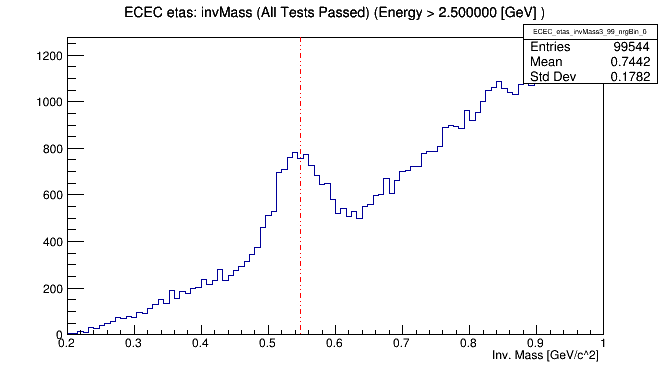 ECEC etas: invMass (All Tests Passed) (Energy > 2.500000 [GeV] )
ECEC_etas_invMass3_99_nrgBin_0
Entries 99544
Mean 0.7442
Std Dev 0.1782
1200
1000
800
600
400
200
0
0.2 0.3 0.4 0.5 0.6 0.7 0.8 0.9 1
Inv. Mass [GeV/c^2]